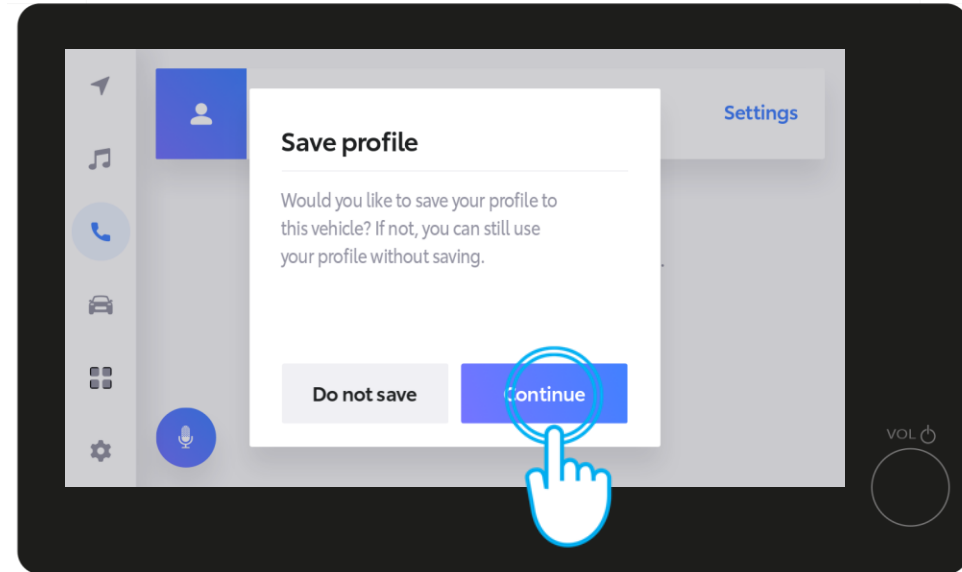 Settings
Save profile
Would you like to save your profile to
this vehicle? If not, you can still use
your profile without saving.
Do not save
Continue
VOL